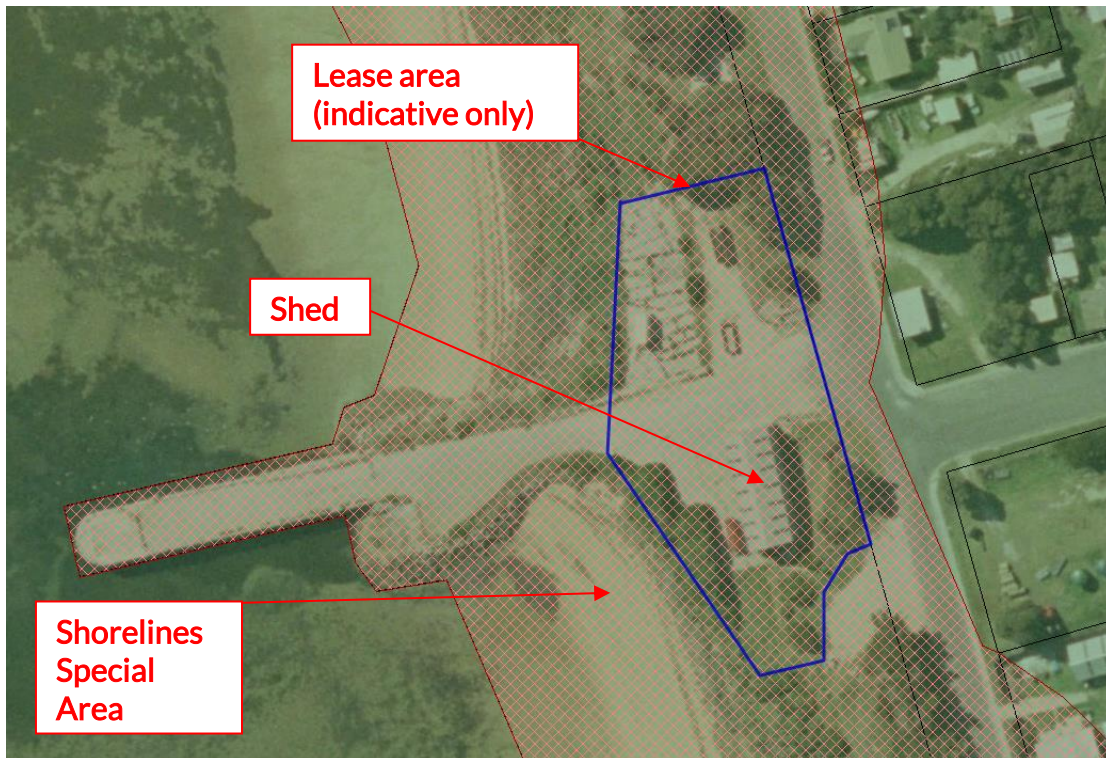 Lease area
(indicative only)
Shed
Shorelines
Special
Area